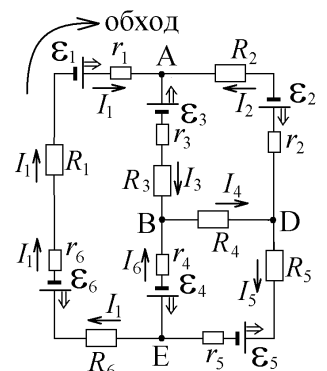 обход
ε1 r1 A R2
I1 I2 ε2
ε3
r3 r2
I1 R1 R3 I3 I4
B D
R4
I1 r6 I6 r4 R5
ε6 ε4 I5
I1
R6 E r5 ε5